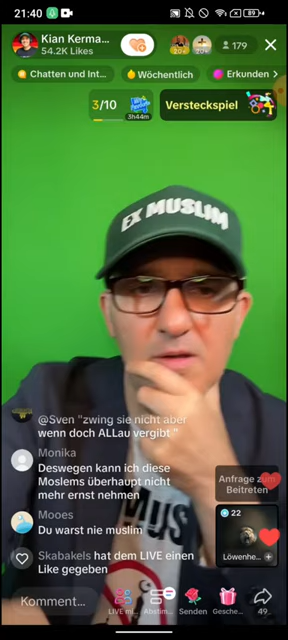 21:40
89
Kian Kerma...
54.2K Likes
20+
20+
179
Chatten und Int...
Wöchentlich
Erkunden
3/10
3h44m
Versteckspiel
EX MUSLIM
@Sven "zwing sie nicht aber
wenn doch ALLau vergibt "
Monika
Deswegen kann ich diese
Moslems überhaupt nicht
mehr ernst nehmen
Anfrage zum
Beitreten
Mooes
Du warst nie muslim
22
Skabakels hat dem LIVE einen
Like gegeben
Löwenhe...
Komment...
LIVE mi...
Abstim...
Senden
Gesche...
49